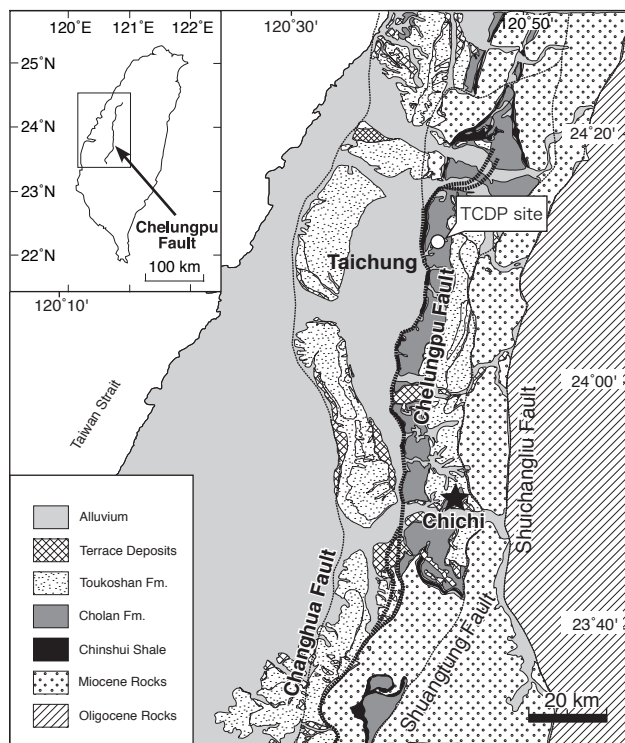 120˚E 121˚E 122˚E
25˚N
24˚N
23˚N
22˚N
Chelungpu
Fault
100 km
120˚10'
120˚30'
120˚50'
24˚20'
24˚00'
23˚40'
TCDP site
Taichung
Chelungpu Fault
Taiwan Strait
Shuichangliu Fault
Chichi
Changhua Fault
Shuangtung Fault
20 km
Alluvium
Terrace Deposits
Toukoshan Fm.
Cholan Fm.
Chinshui Shale
Miocene Rocks
Oligocene Rocks